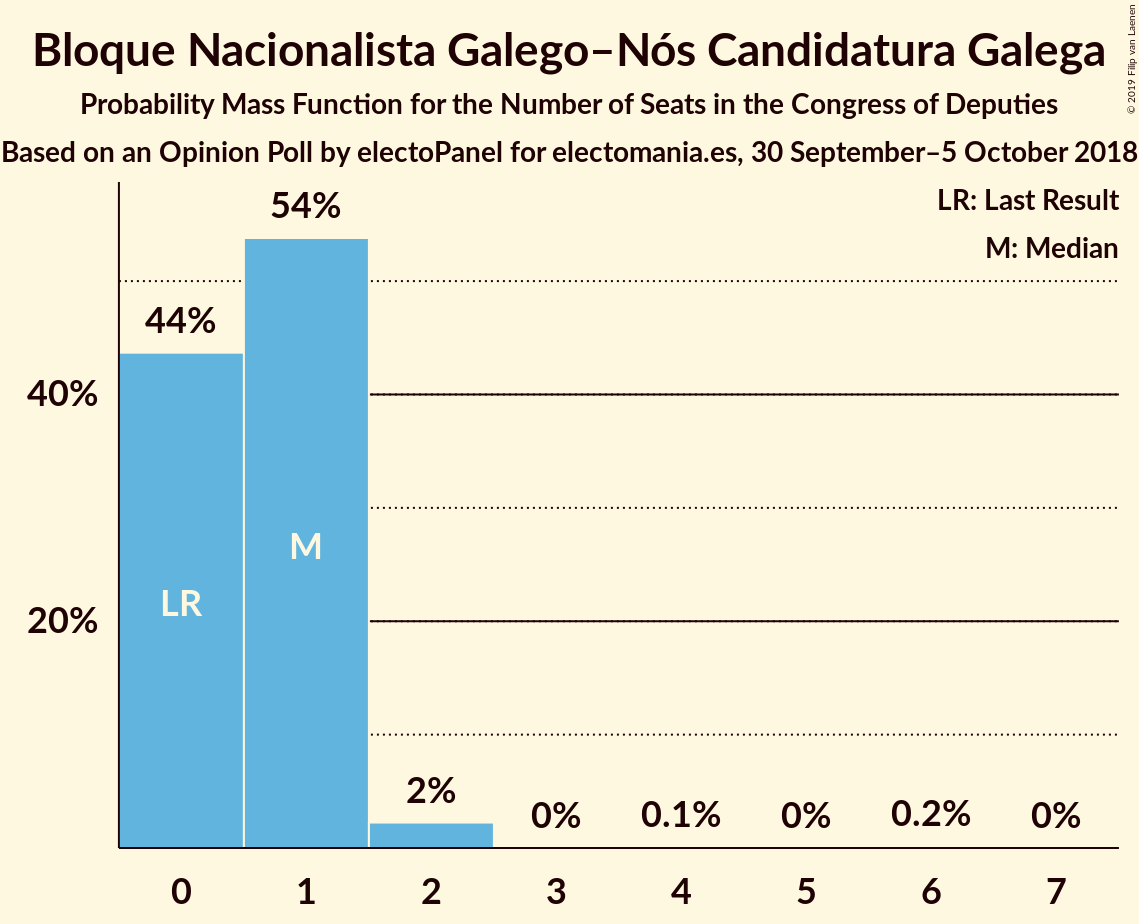 Bloque Nacionalista Galego–Nós Candidatura Galega
Probability Mass Function for the Number of Seats in the Congress of Deputies
Based on an Opinion Poll by electoPanel for electomania.es, 30 September–5 October 2018
© 2019 Filip van Laenen
LR: Last Result
M: Median
54%
44%
40%
M
LR
20%
2%
0%
0.1%
0%
0.2%
0%
0 1 2 3 4 5 6 7